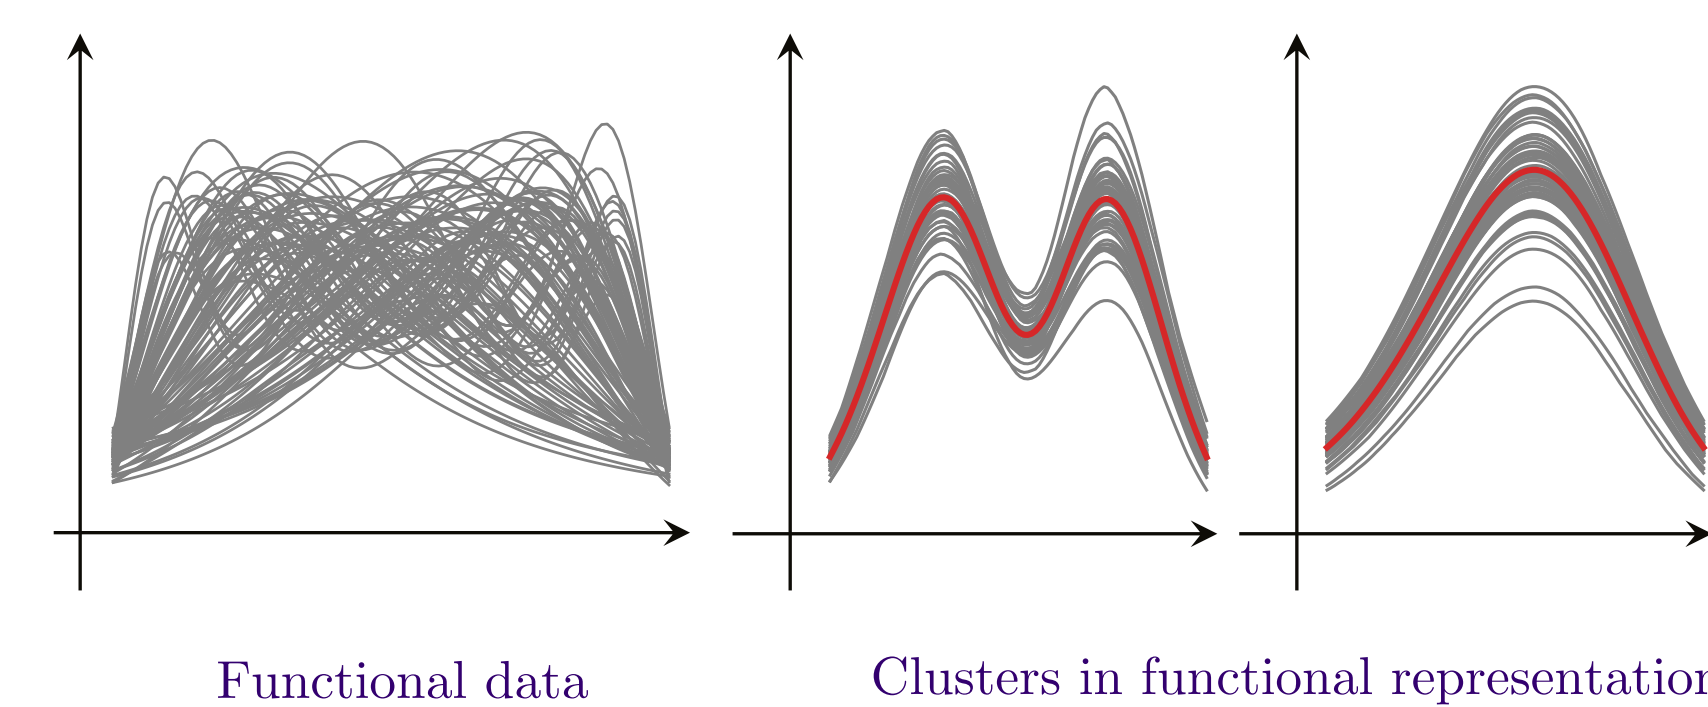 Functional data
Clusters in functional representation